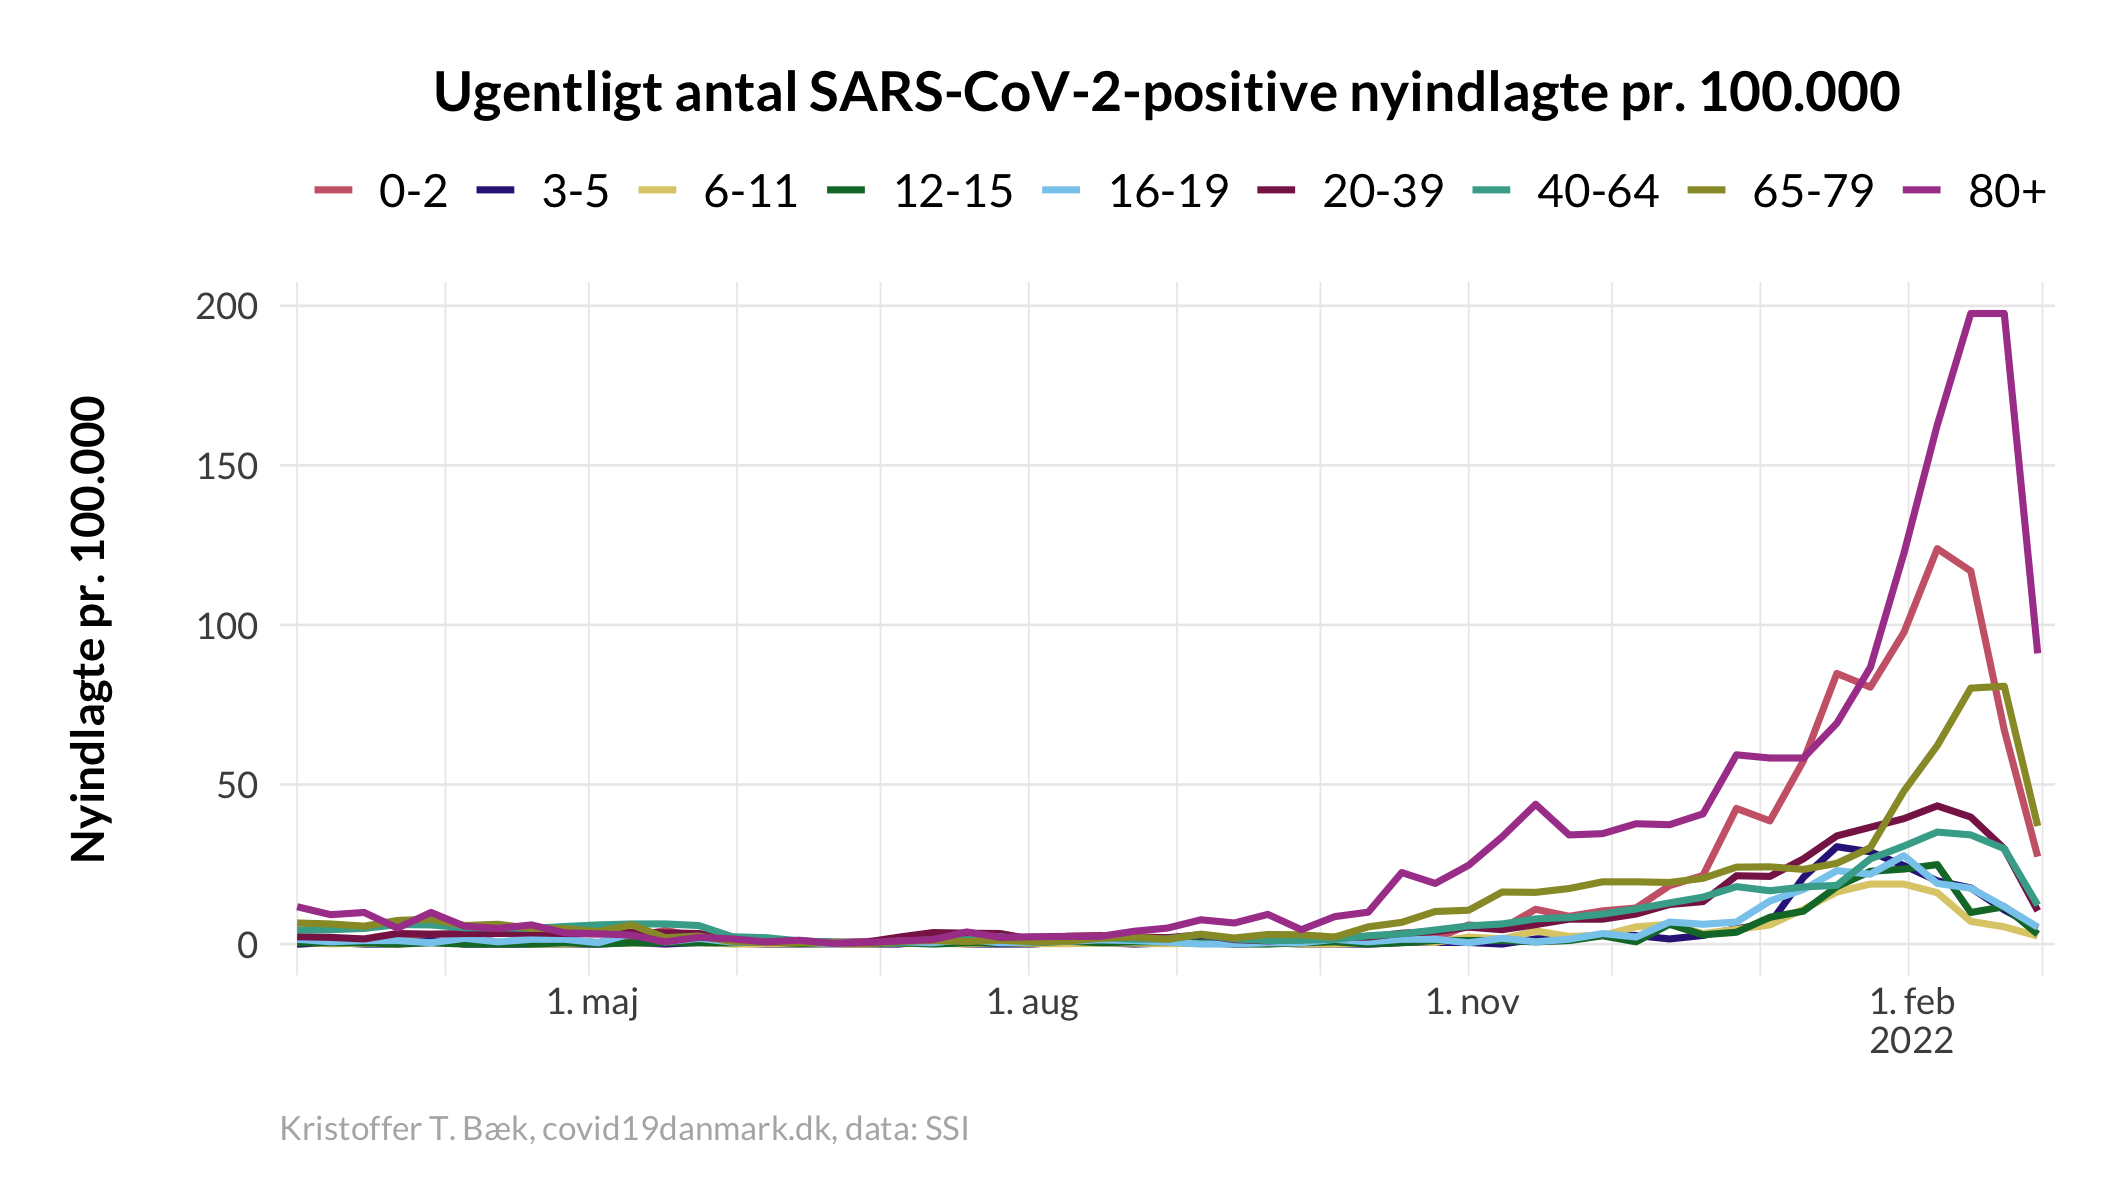 Ugentligt antal SARS-CoV-2-positive nyindlagte pr. 100.000
0-2 3-5 6-11 12-15 16-19 20-39 40-64 65-79 80+
Nyindlagte pr. 100.000
200
150
100
50
0
1. maj 1. aug 1. nov 1. feb
2022
Kristoffer T. Bæk, covid19danmark.dk, data: SSI